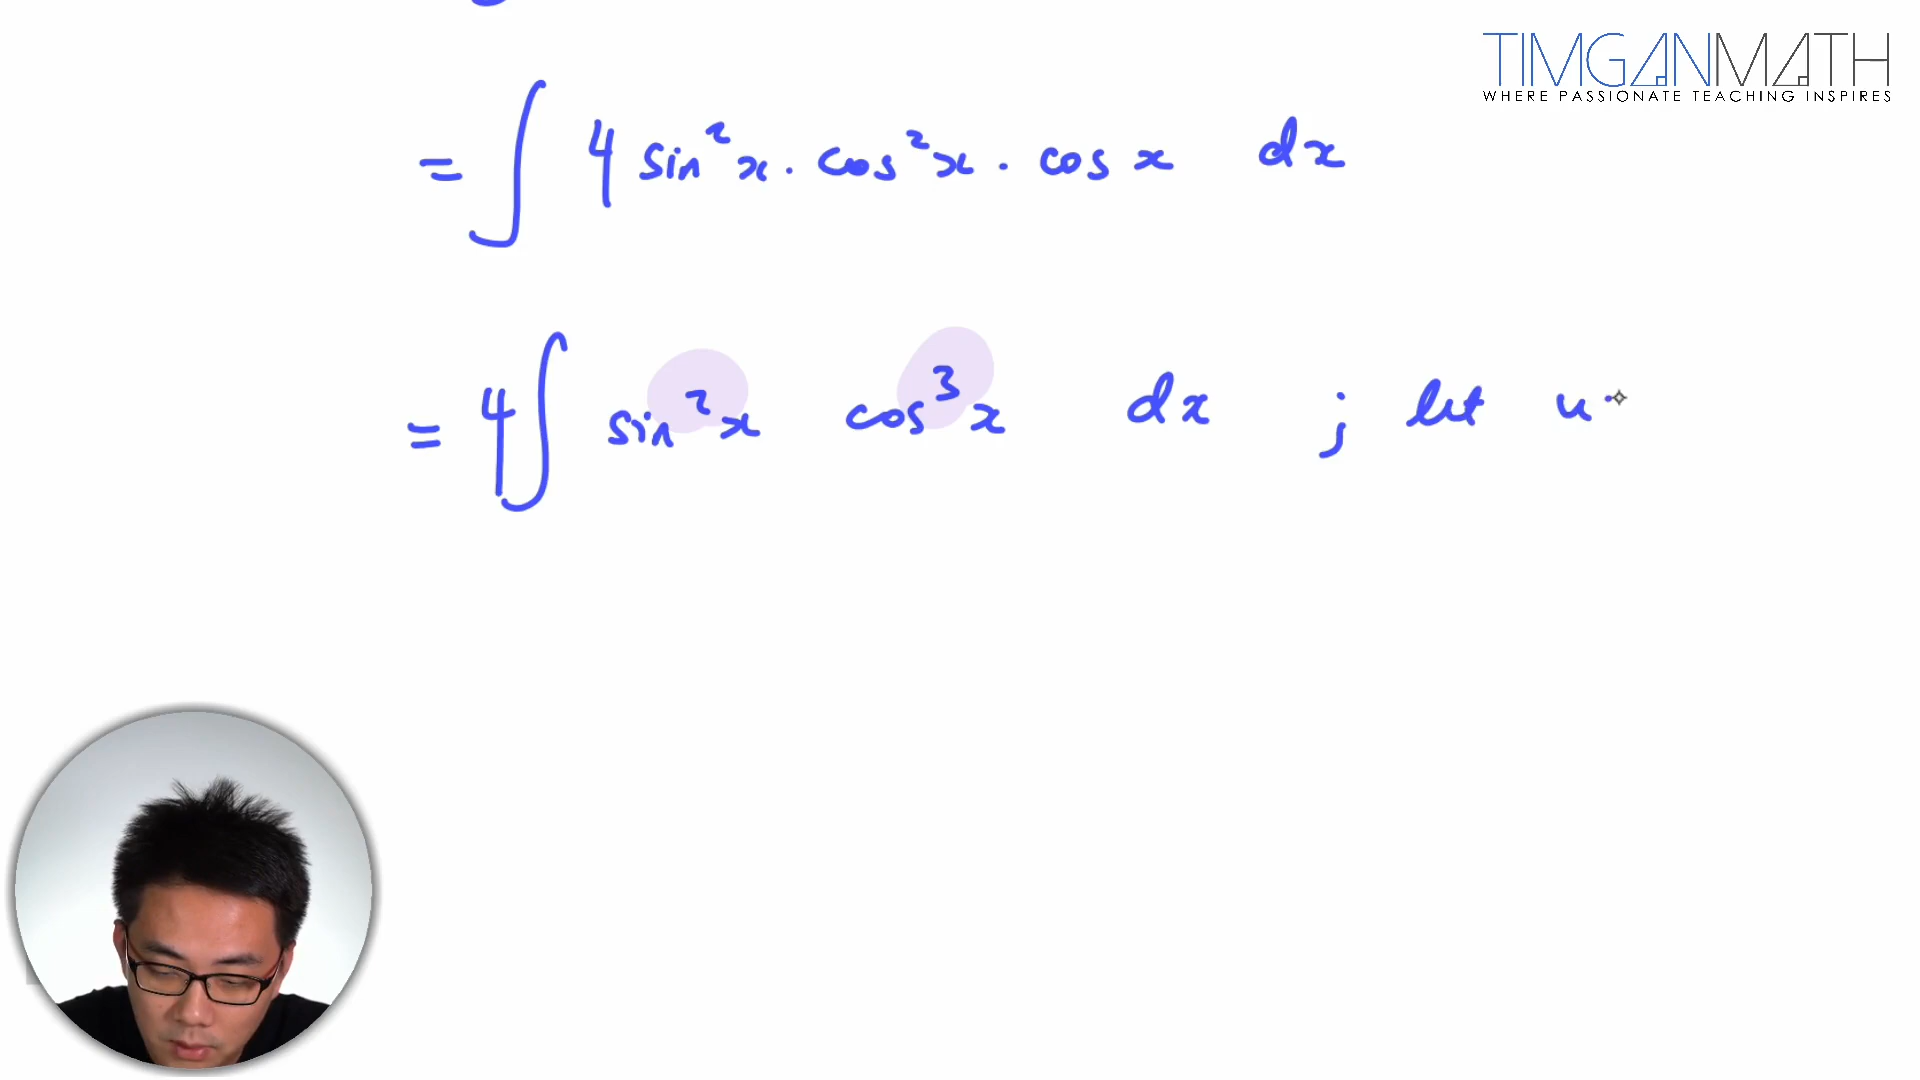 TIMGANMATH
WHERE PASSIONATE TEACHING INSPIRES
= ∫ 4 sin²x · cos²x · cos x dx
= 4∫ sin²x cos³x dx ; let u